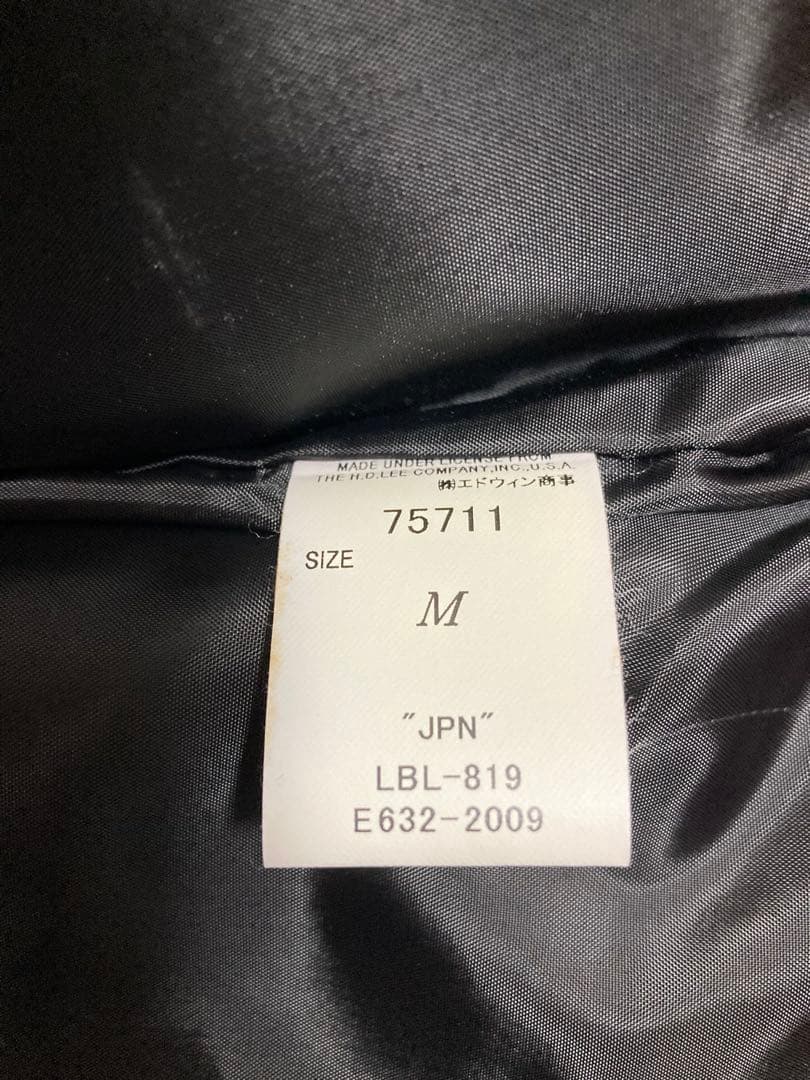 MADE UNDER LICENSE FROM
THE H.D.LEE COMPANY,INC.,U.S.A.
㈱エドウィン商事
75711
SIZE
M
"JPN"
LBL-819
E632-2009